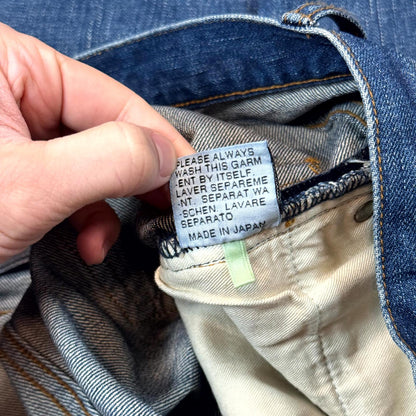 PLEASE ALWAYS
WASH THIS GARM
-ENT BY ITSELF.
LAVER SEPAREME
-NT. SEPARAT WA
-SCHEN. LAVARE
SEPARATO.
MADE IN JAPAN